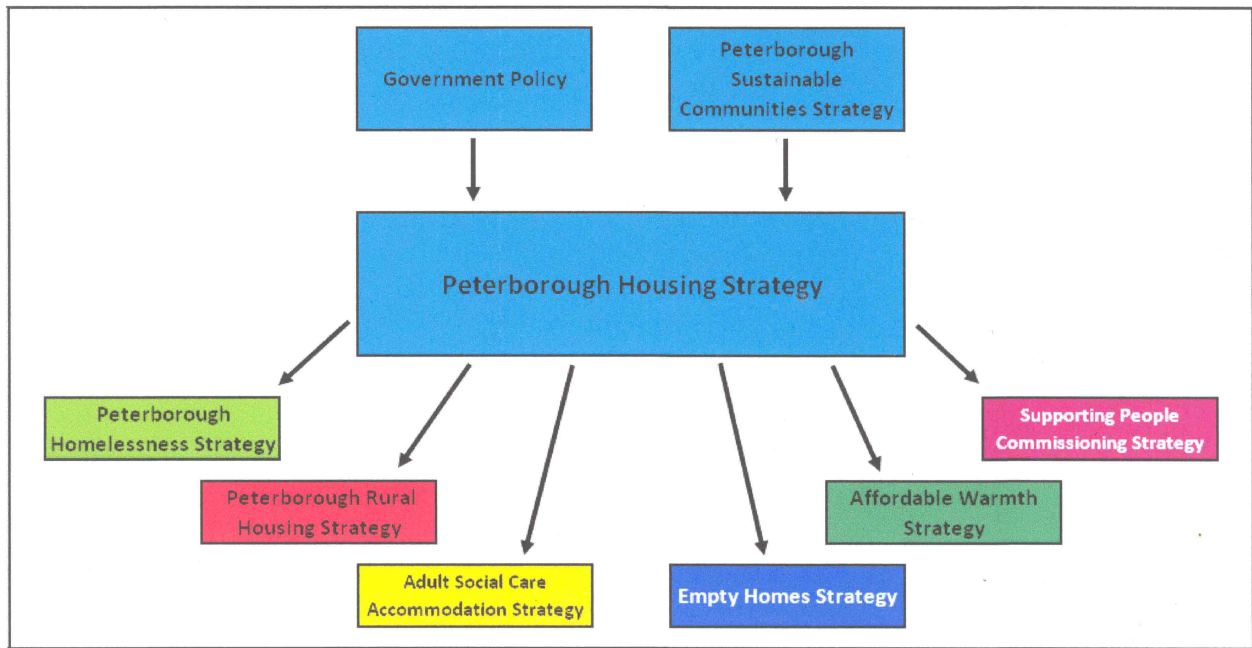 Government Policy
Peterborough
Sustainable
Communities Strategy
Peterborough Housing Strategy
Peterborough
Homelessness Strategy
Supporting People
Commissioning Strategy
Peterborough Rural
Housing Strategy
Affordable Warmth
Strategy
Adult Social Care
Accommodation Strategy
Empty Homes Strategy